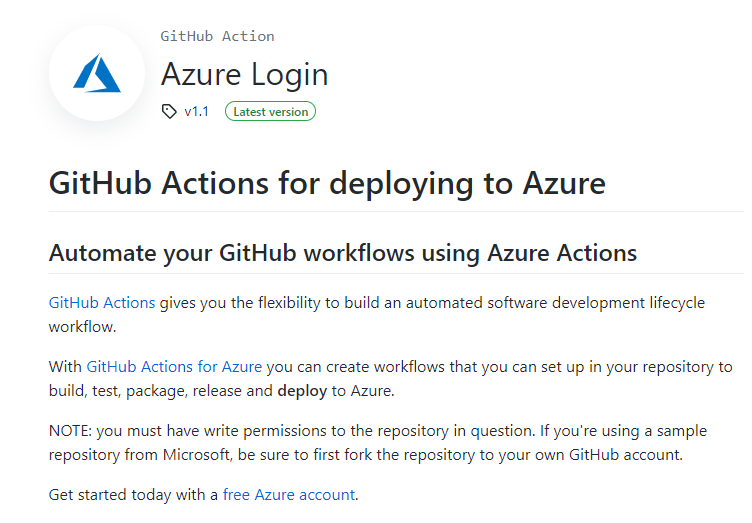 GitHub Action
Azure Login
v1.1 Latest version
GitHub Actions for deploying to Azure
Automate your GitHub workflows using Azure Actions
GitHub Actions gives you the flexibility to build an automated software development lifecycle
workflow.
With GitHub Actions for Azure you can create workflows that you can set up in your repository to
build, test, package, release and deploy to Azure.
NOTE: you must have write permissions to the repository in question. If you're using a sample
repository from Microsoft, be sure to first fork the repository to your own GitHub account.
Get started today with a free Azure account.